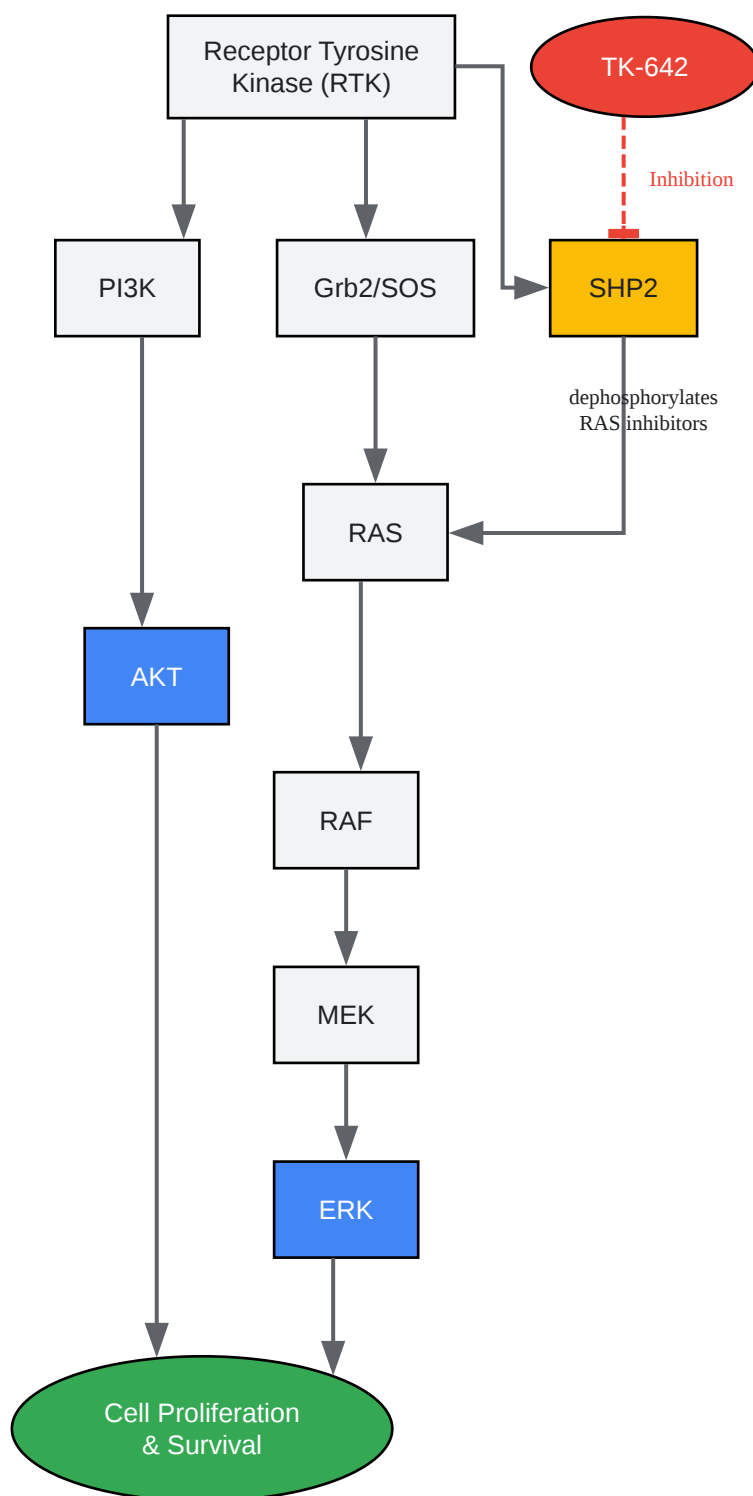 Receptor Tyrosine
Kinase (RTK)
TK-642
Inhibition
PI3K
Grb2/SOS
SHP2
dephosphorylates
RAS inhibitors
RAS
AKT
RAF
MEK
ERK
Cell Proliferation
& Survival